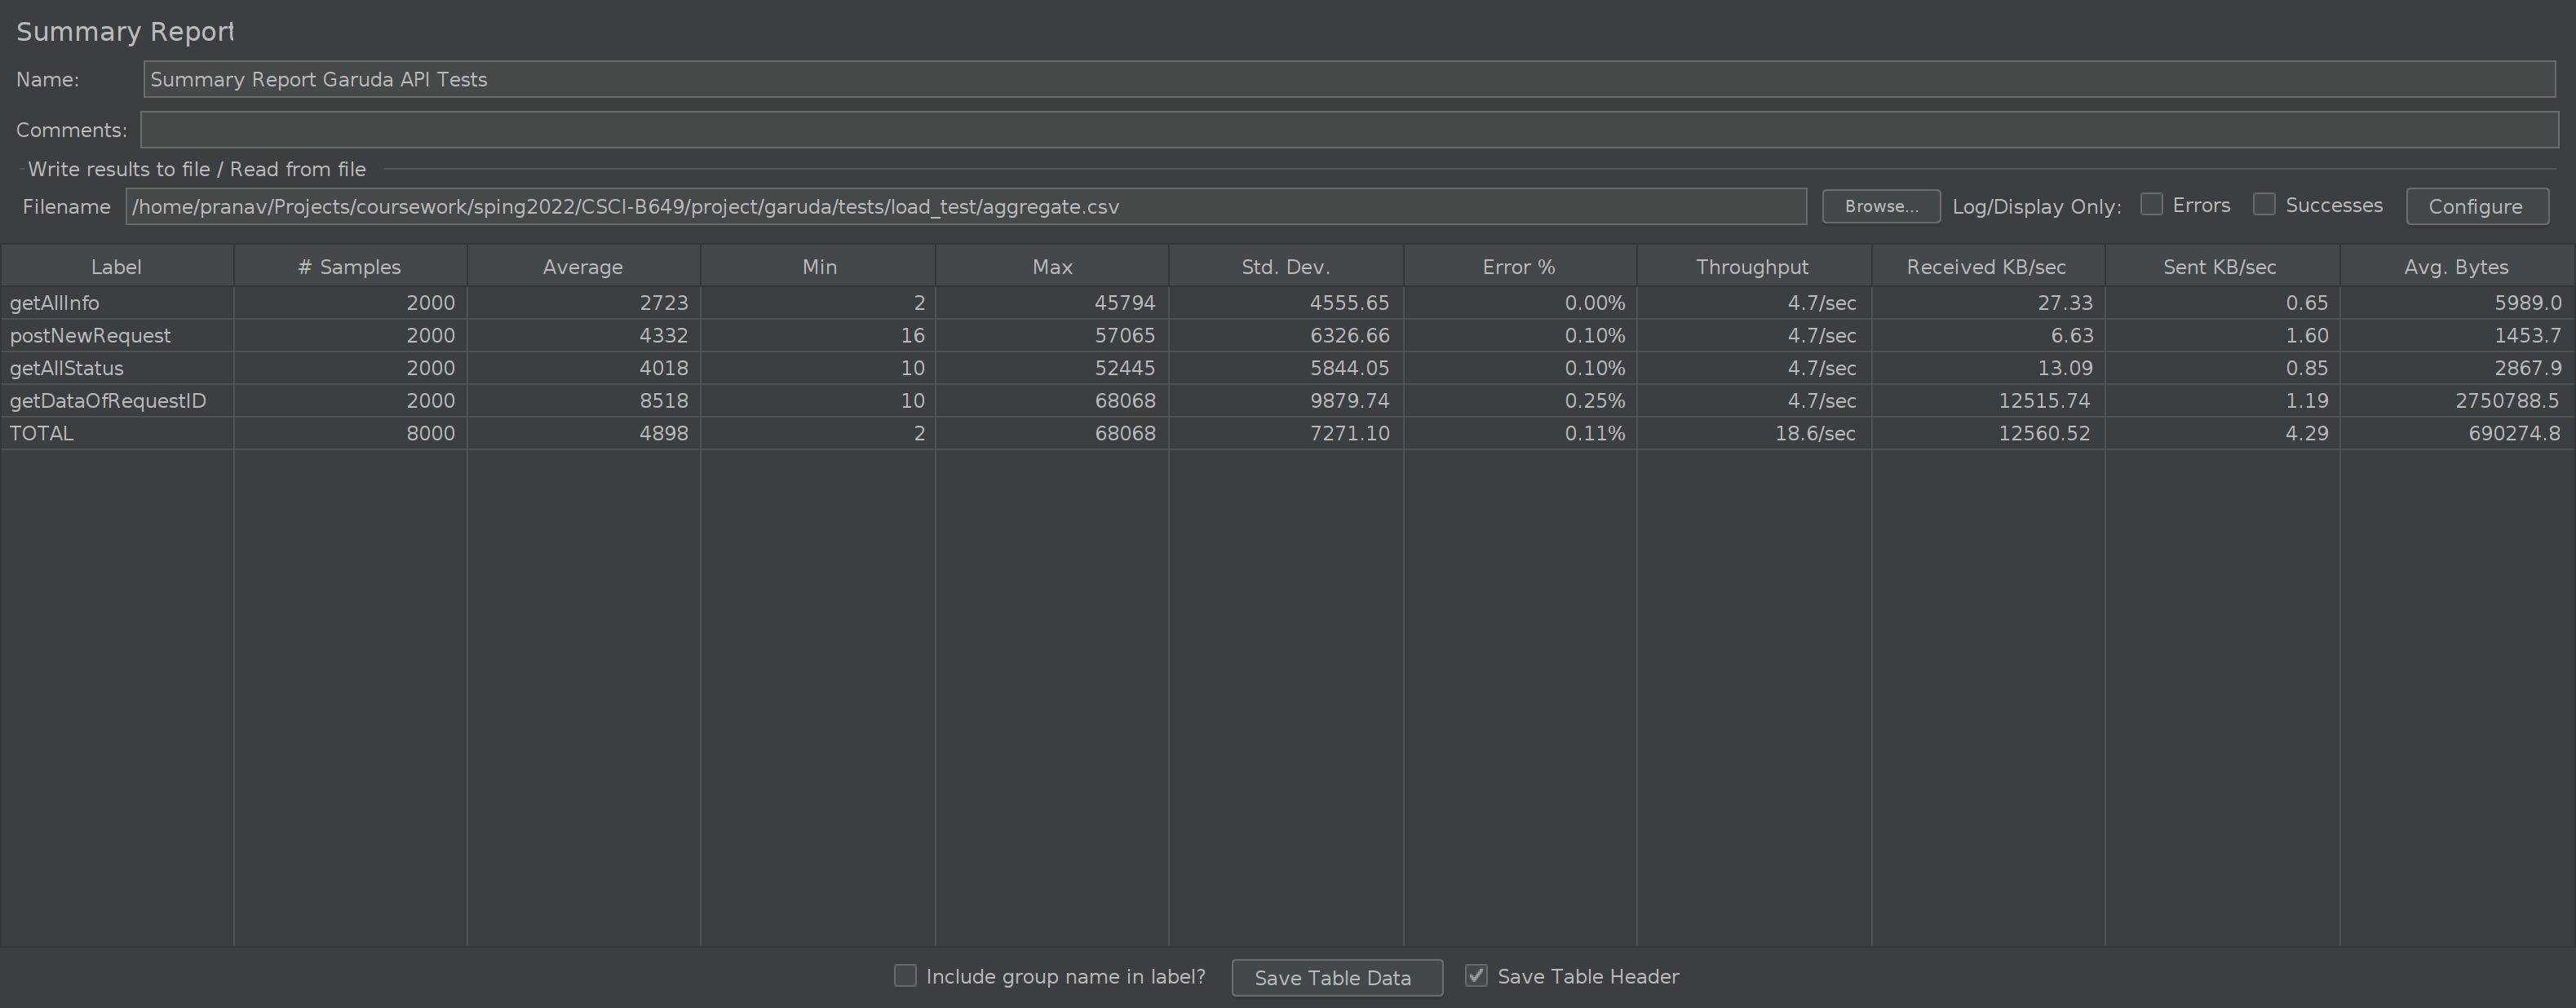 Summary Report
Name: Summary Report Garuda API Tests
Comments:
Write results to file / Read from file
Filename /home/pranav/Projects/coursework/sping2022/CSCI-B649/project/garuda/tests/load_test/aggregate.csv Browse... Log/Display Only: Errors Successes Configure
Label # Samples Average Min Max Std. Dev. Error % Throughput Received KB/sec Sent KB/sec Avg. Bytes
getAllInfo 2000 2723 2 45794 4555.65 0.00% 4.7/sec 27.33 0.65 5989.0
postNewRequest 2000 4332 16 57065 6326.66 0.10% 4.7/sec 6.63 1.60 1453.7
getAllStatus 2000 4018 10 52445 5844.05 0.10% 4.7/sec 13.09 0.85 2867.9
getDataOfRequestID 2000 8518 10 68068 9879.74 0.25% 4.7/sec 12515.74 1.19 2750788.5
TOTAL 8000 4898 2 68068 7271.10 0.11% 18.6/sec 12560.52 4.29 690274.8
Include group name in label? Save Table Data Save Table Header